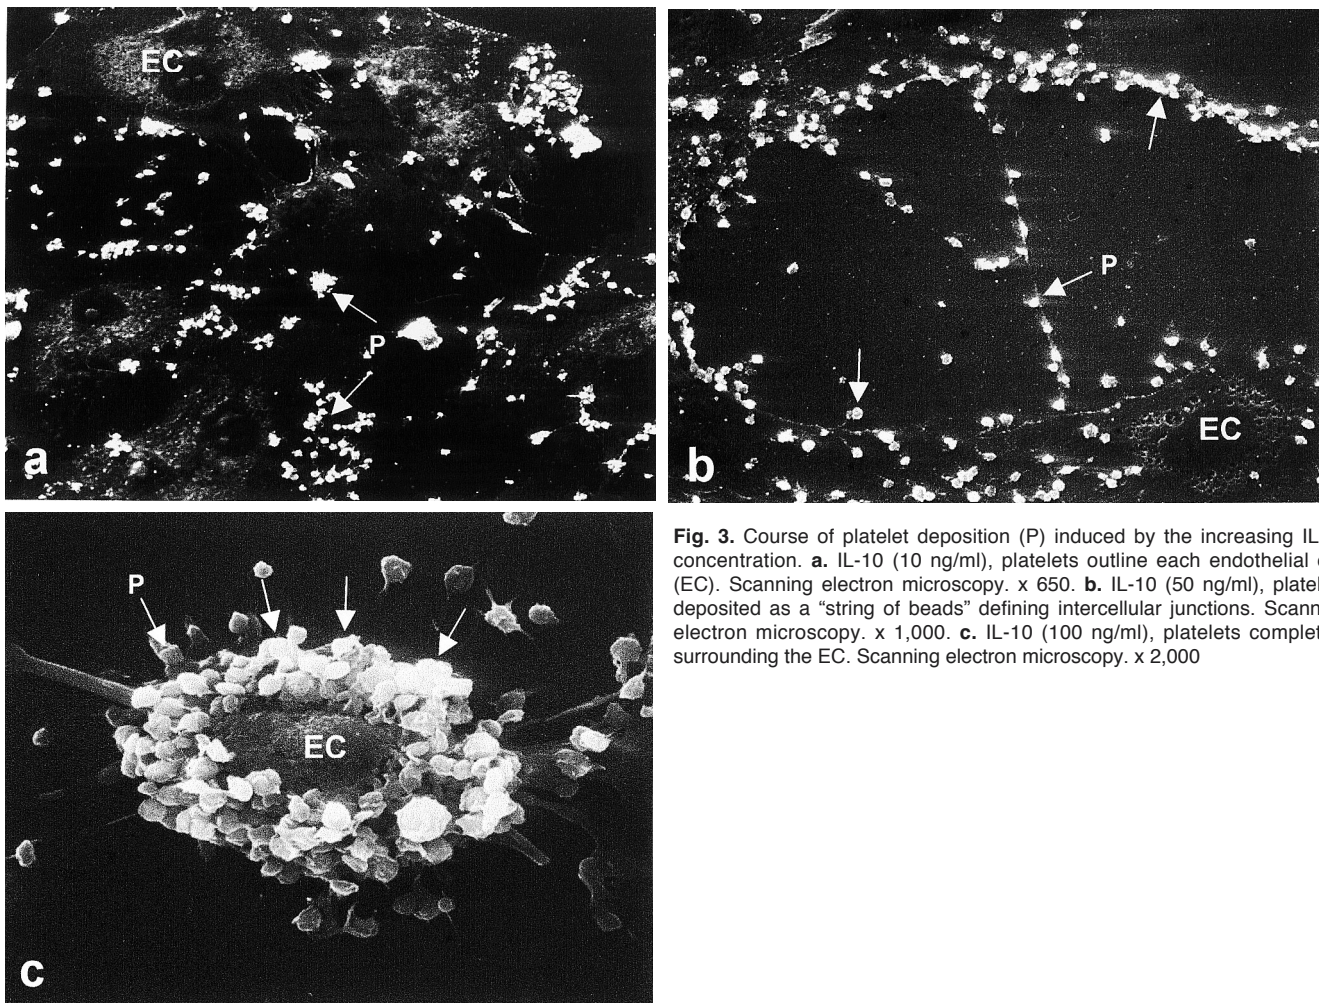 EC
P
a
P
EC
b
P
EC
c
Fig. 3. Course of platelet deposition (P) induced by the increasing IL
concentration. a. IL-10 (10 ng/ml), platelets outline each endothelial
(EC). Scanning electron microscopy. x 650. b. IL-10 (50 ng/ml),
deposited as a “string of beads” defining intercellular junctions.
electron microscopy. x 1,000. c. IL-10 (100 ng/ml), platelets
surrounding the EC. Scanning electron microscopy. x 2,000